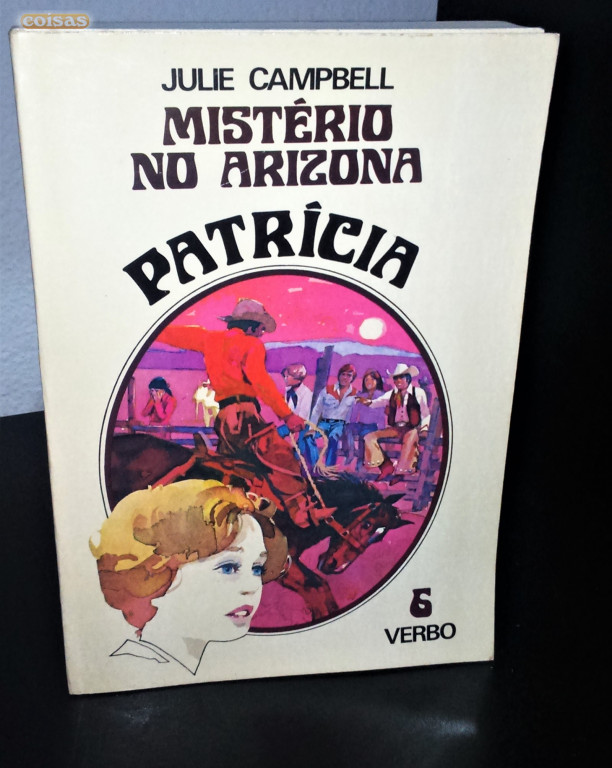 coisas
JULIE CAMPBELL
MISTÉRIO
NO ARIZONA
PATRÍCIA
6
VERBO